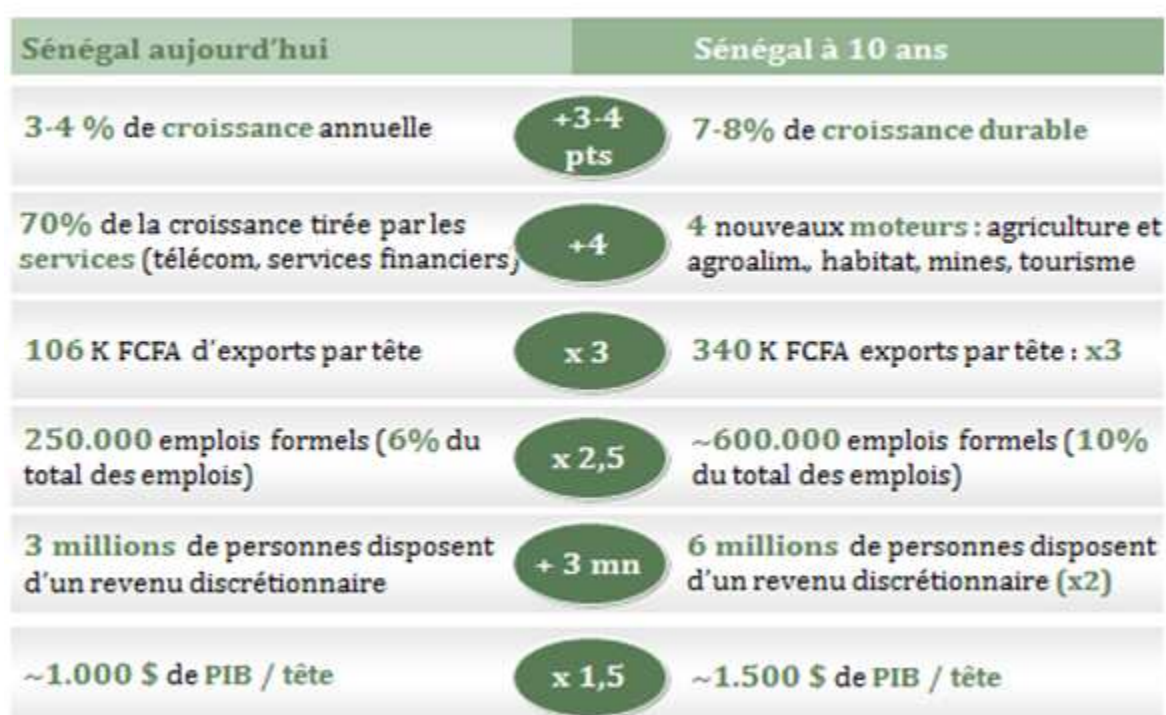 Sénégal aujourd'hui
Sénégal à 10 ans
3-4 % de croissance annuelle
+3-4
pts
7-8% de croissance durable
70% de la croissance tirée par les
services (télécom, services financiers)
+4
4 nouveaux moteurs : agriculture et
agroalim., habitat, mines, tourisme
106 K FCFA d'exports par tête
x 3
340 K FCFA exports par tête : x3
250.000 emplois formels (6% du
total des emplois)
x 2,5
~600.000 emplois formels (10%
du total des emplois)
3 millions de personnes disposent
d'un revenu discrétionnaire
+ 3 mn
6 millions de personnes disposent
d'un revenu discrétionnaire (x2)
~1.000 $ de PIB / tête
x 1,5
~1.500 $ de PIB / tête